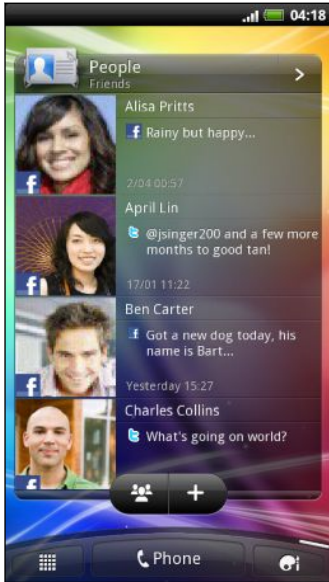 04:18
People
Friends
Alisa Pritts
Rainy but happy...
2/04 00:57
April Lin
@jsinger200 and a few more
months to good tan!
17/01 11:22
Ben Carter
Got a new dog today, his
name is Bart...
Yesterday 15:27
Charles Collins
What's going on world?
Phone